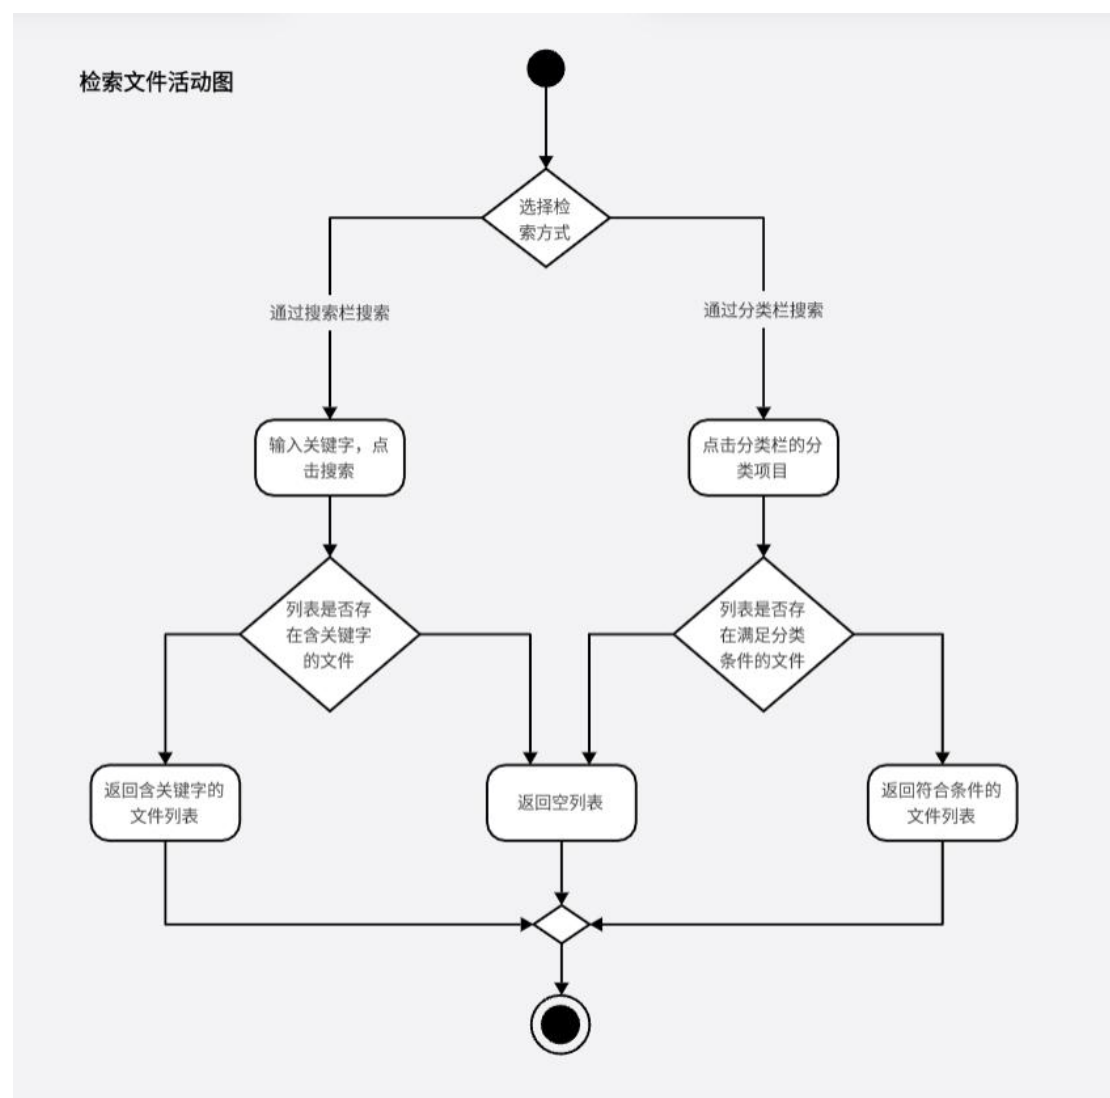 检索文件活动图
选择检
索方式
通过搜索栏搜索
通过分类栏搜索
输入关键字，点
击搜索
点击分类栏的分
类项目
列表是否存
在含关键字
的文件
列表是否存
在满足分类
条件的文件
返回含关键字的
文件列表
返回空列表
返回符合条件的
文件列表